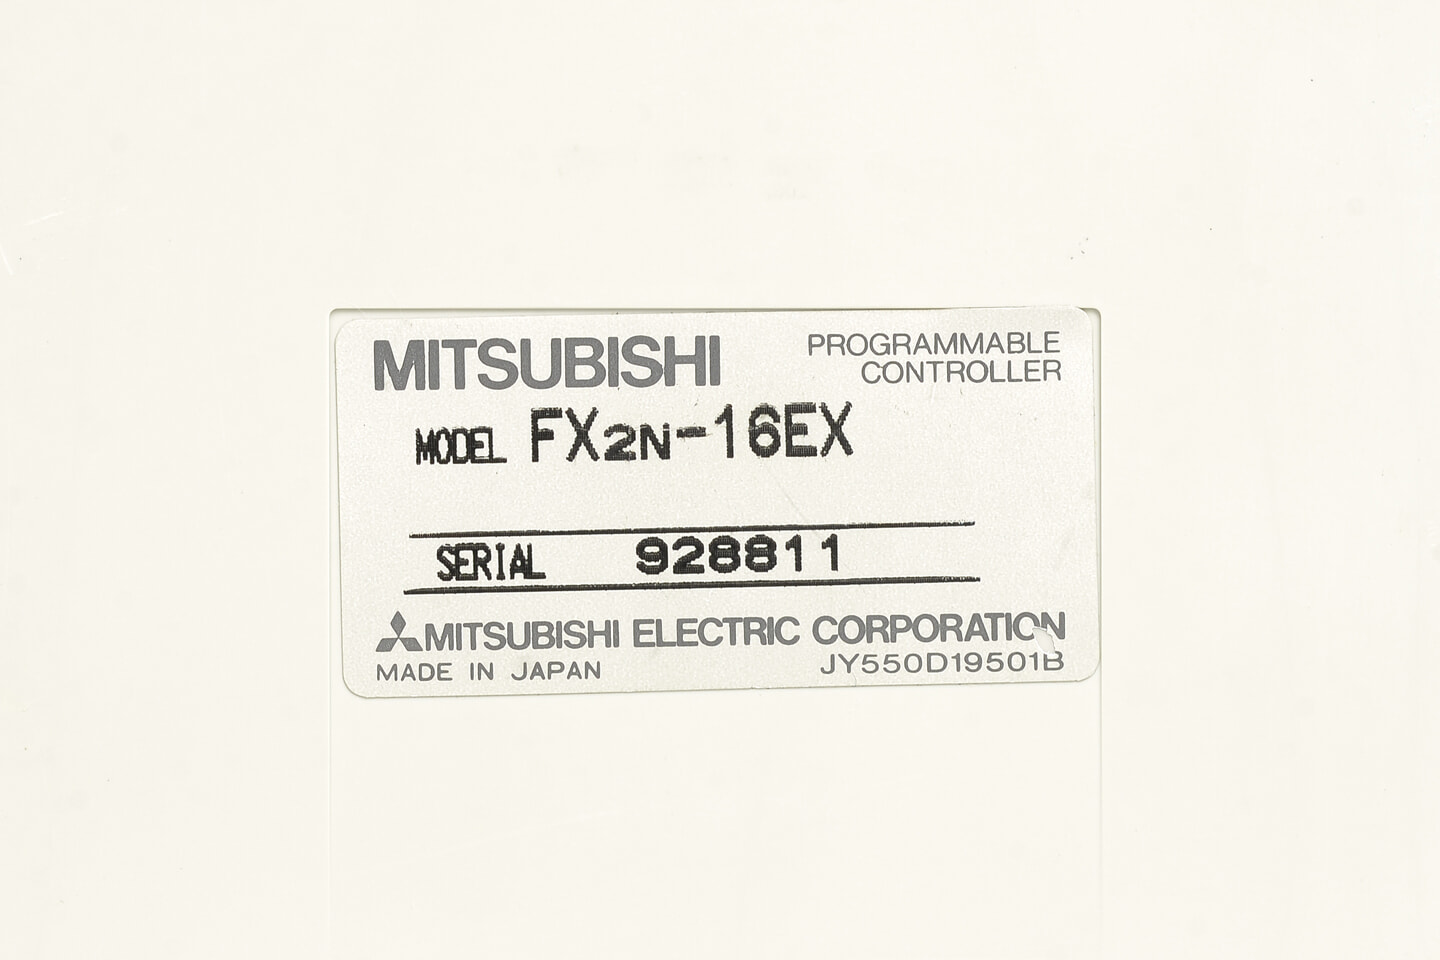 MITSUBISHI
PROGRAMMABLE
CONTROLLER
MODEL FX2N-16EX
SERIAL 928811
MITSUBISHI ELECTRIC CORPORATION
MADE IN JAPAN
JY550D19501B